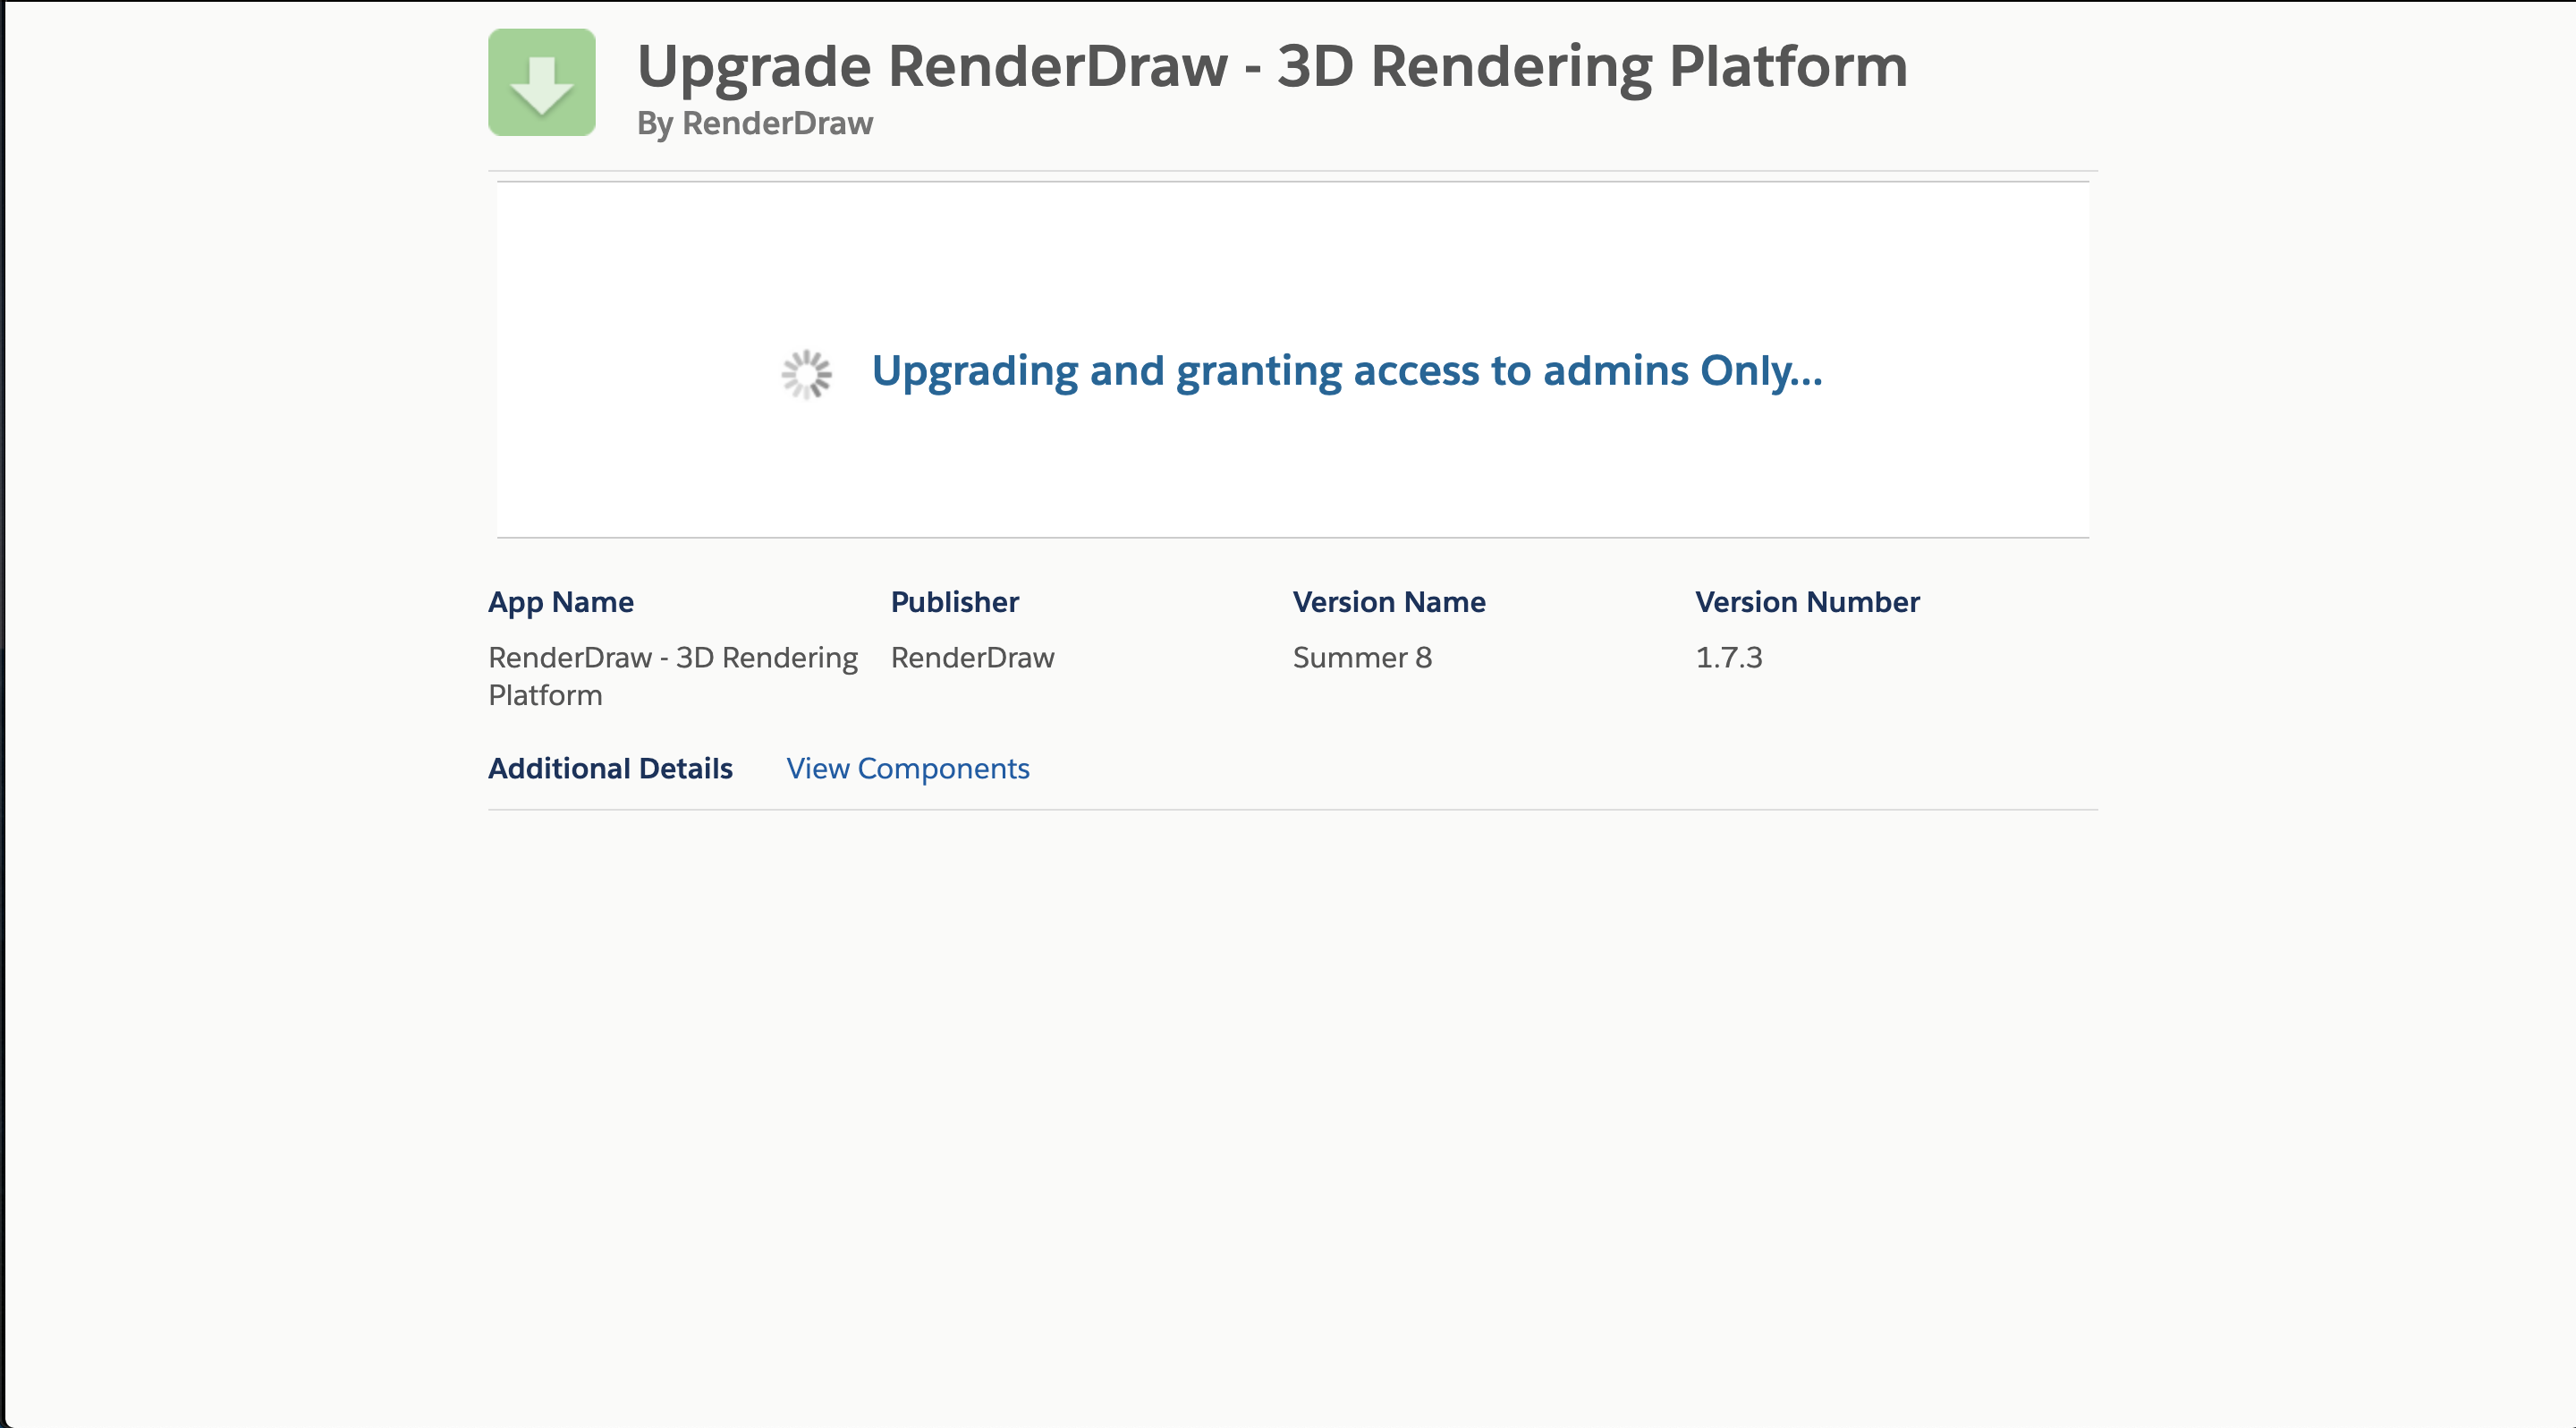 Upgrade RenderDraw - 3D Rendering Platform
By RenderDraw
Upgrading and granting access to admins Only...
App Name
Publisher
Version Name
Version Number
RenderDraw - 3D Rendering
Platform
RenderDraw
Summer 8
1.7.3
Additional Details
View Components